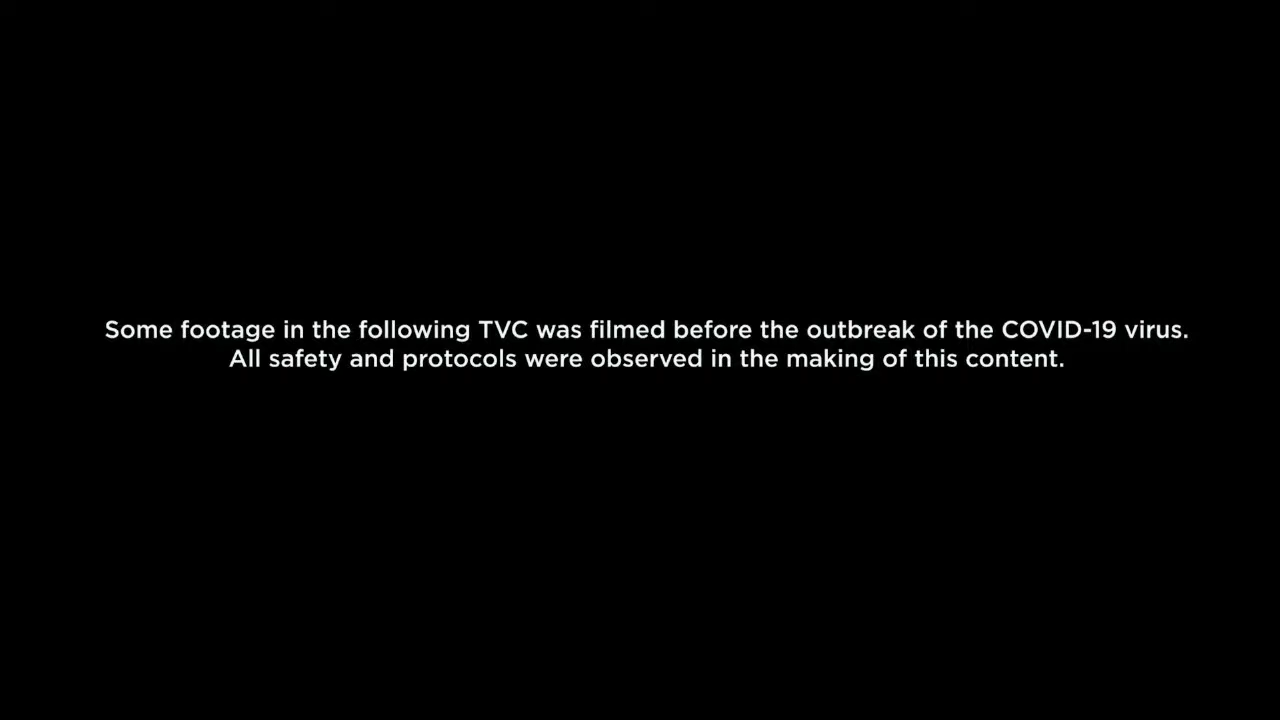 Some footage in the following TVC was filmed before the outbreak of the COVID-19 virus.
All safety and protocols were observed in the making of this content.